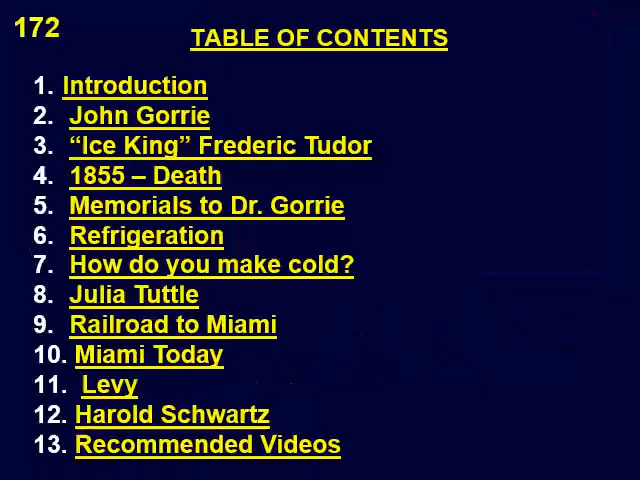 172
TABLE OF CONTENTS
1. Introduction
2. John Gorrie
3. “Ice King” Frederic Tudor
4. 1855 – Death
5. Memorials to Dr. Gorrie
6. Refrigeration
7. How do you make cold?
8. Julia Tuttle
9. Railroad to Miami
10. Miami Today
11. Levy
12. Harold Schwartz
13. Recommended Videos